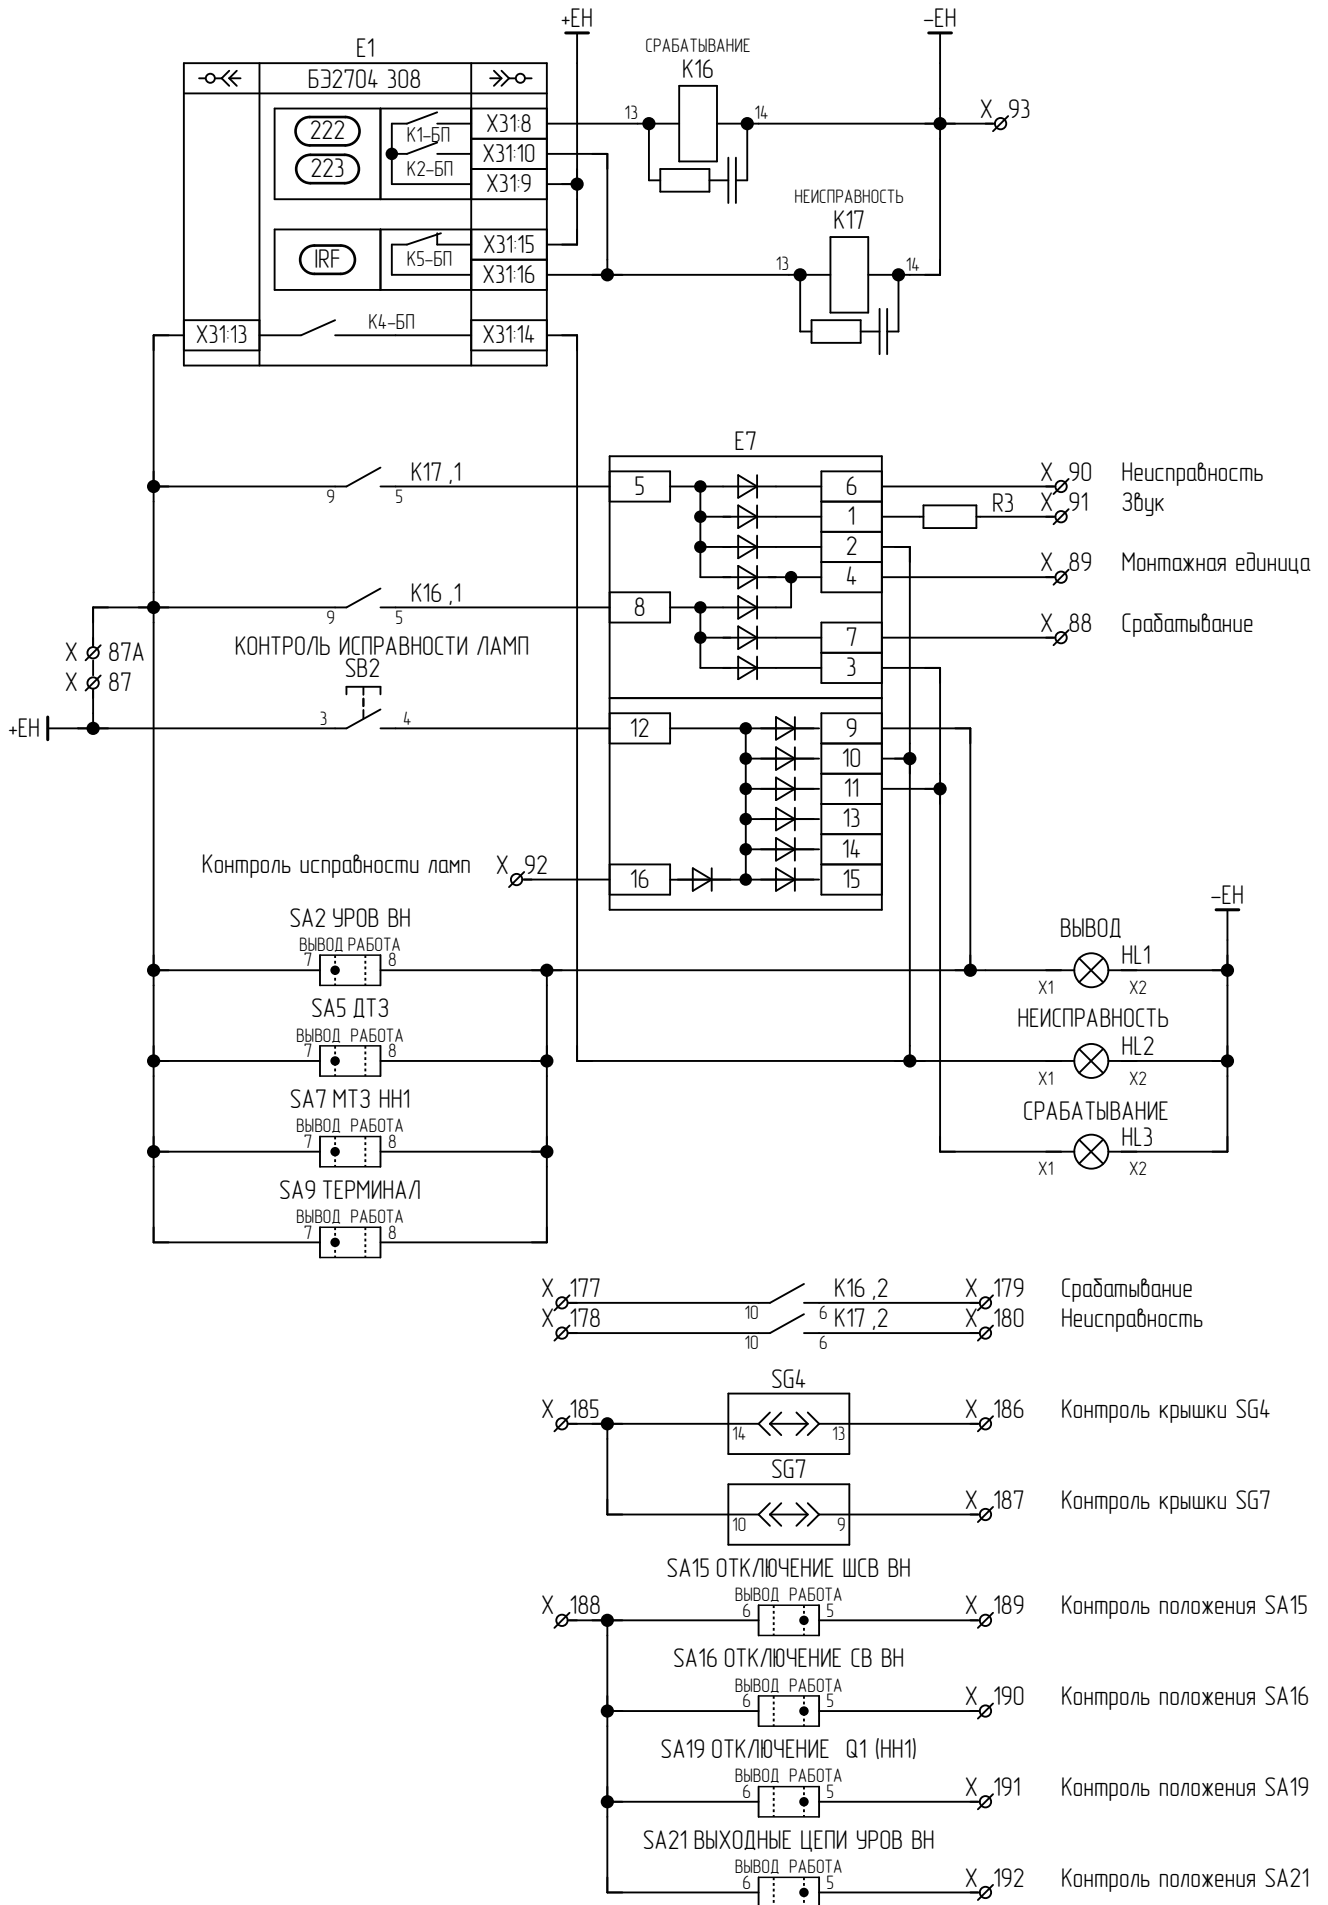 +ЕН
–ЕН
E1
СРАБАТЫВАНИЕ
K16
БЭ2704 308
13
14
X 93
222
223
К1–БП
К2–БП
X31:8
X31:10
X31:9
НЕИСПРАВНОСТЬ
K17
13
14
IRF
К5–БП
X31:15
X31:16
X31:13
К4–БП
X31:14
E7
K17 ,1
9
5
5
6
X 90
Неисправность
1
R3
X 91
Звук
2
4
X 89
Монтажная единица
K16 ,1
9
5
8
7
X 88
Срабатывание
3
X 87А
X 87
КОНТРОЛЬ ИСПРАВНОСТИ ЛАМП
SB2
+ЕН
3
4
12
9
10
11
13
14
15
Контроль исправности ламп
X 92
16
–ЕН
SA2 УРОВ ВН
ВЫВОД РАБОТА
7
8
ВЫВОД
HL1
X1
X2
SA5 ДТЗ
ВЫВОД РАБОТА
7
8
НЕИСПРАВНОСТЬ
HL2
X1
X2
SA7 МТЗ НН1
ВЫВОД РАБОТА
7
8
СРАБАТЫВАНИЕ
HL3
X1
X2
SA9 ТЕРМИНАЛ
ВЫВОД РАБОТА
7
8
X 177
10
K16 ,2
6
X 179
Срабатывание
X 178
10
K17 ,2
6
X 180
Неисправность
SG4
X 185
14
13
X 186
Контроль крышки SG4
SG7
10
9
X 187
Контроль крышки SG7
SA15 ОТКЛЮЧЕНИЕ ШСВ ВН
ВЫВОД РАБОТА
X 188
6
5
X 189
Контроль положения SA15
SA16 ОТКЛЮЧЕНИЕ СВ ВН
ВЫВОД РАБОТА
6
5
X 190
Контроль положения SA16
SA19 ОТКЛЮЧЕНИЕ Q1 (НН1)
ВЫВОД РАБОТА
6
5
X 191
Контроль положения SA19
SA21 ВЫХОДНЫЕ ЦЕПИ УРОВ ВН
ВЫВОД РАБОТА
6
5
X 192
Контроль положения SA21